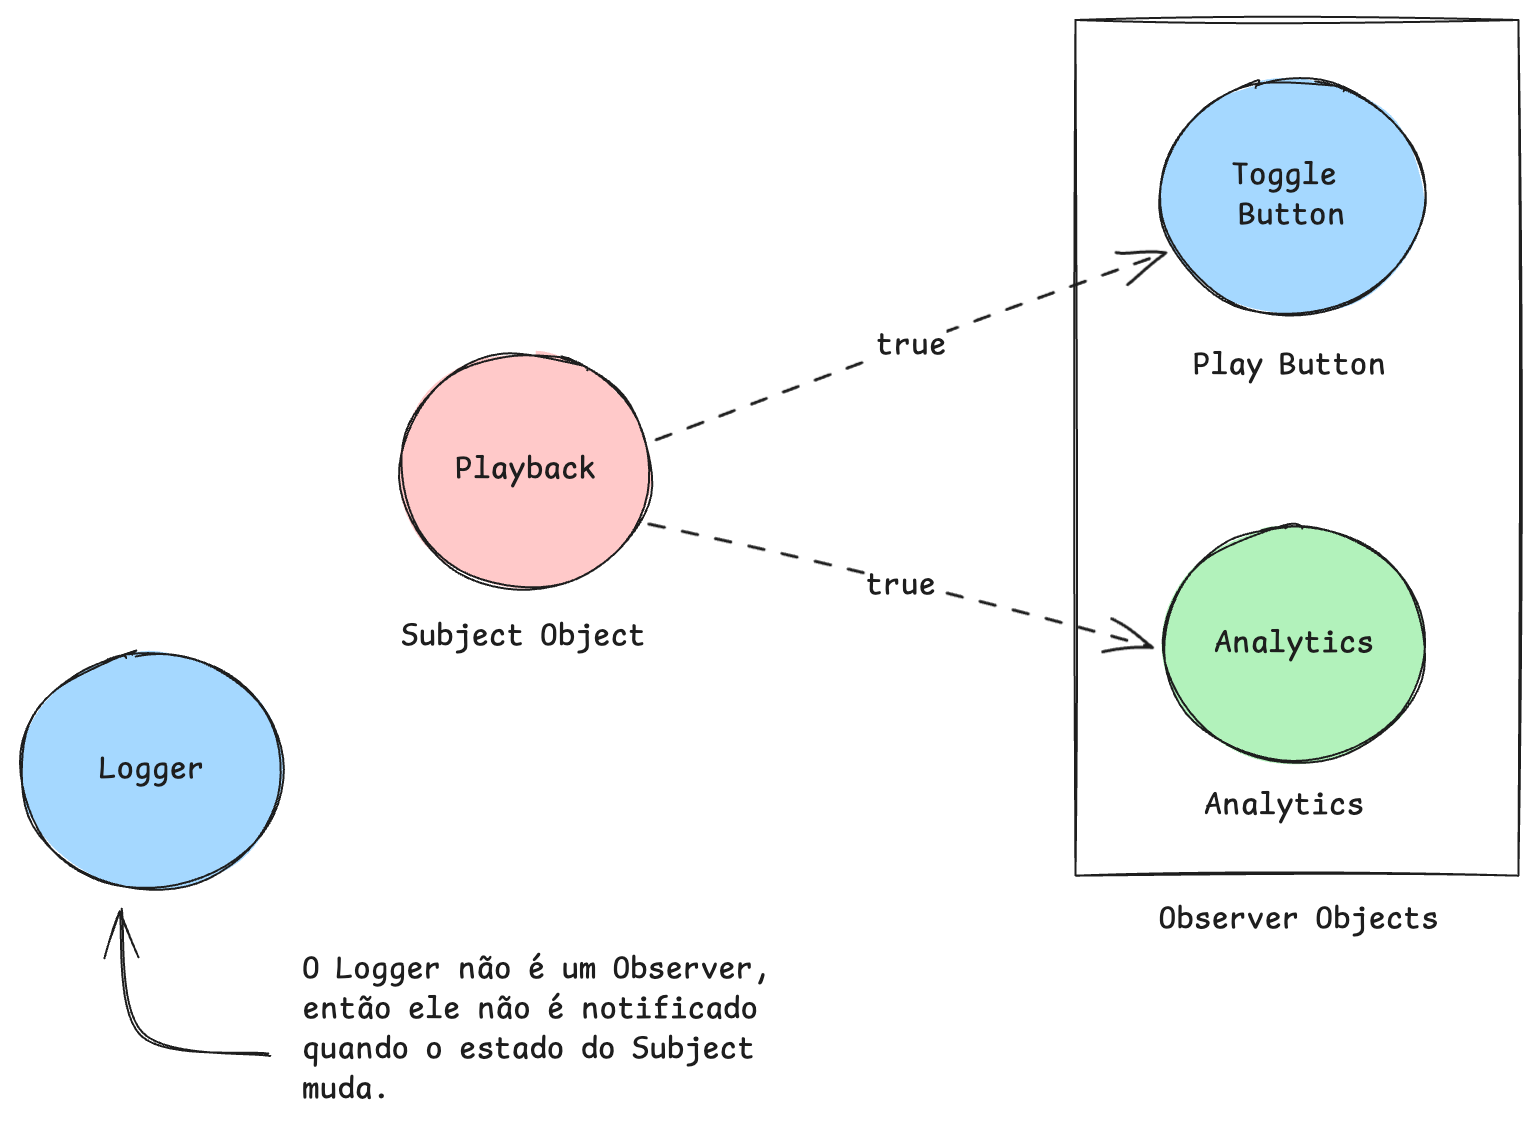 Toggle
Button
Play Button
true
Playback
Subject Object
true
Analytics
Analytics
Observer Objects
Logger
O Logger não é um Observer,
então ele não é notificado
quando o estado do Subject
muda.